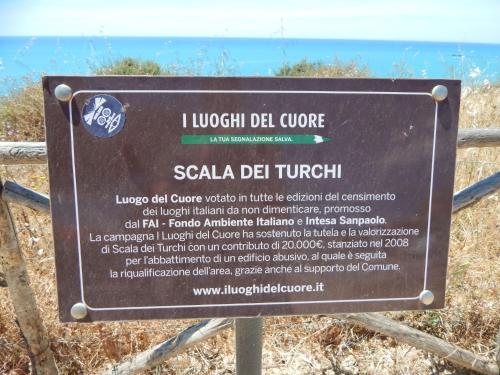 I LUOGHI DEL CUORE
LA TUA SEGNALAZIONE SALVA.
SCALA DEI TURCHI
Luogo del Cuore votato in tutte le edizioni del censimento
dei luoghi italiani da non dimenticare, promosso
dal FAI - Fondo Ambiente Italiano e Intesa Sanpaolo.
La campagna I Luoghi del Cuore ha sostenuto la tutela e la valorizzazione
di Scala dei Turchi con un contributo di 20.000€, stanziato nel 2008
per l'abbattimento di un edificio abusivo, al quale è seguita
la riqualificazione dell'area, grazie anche al supporto del Comune.
www.iluoghidelcuore.it